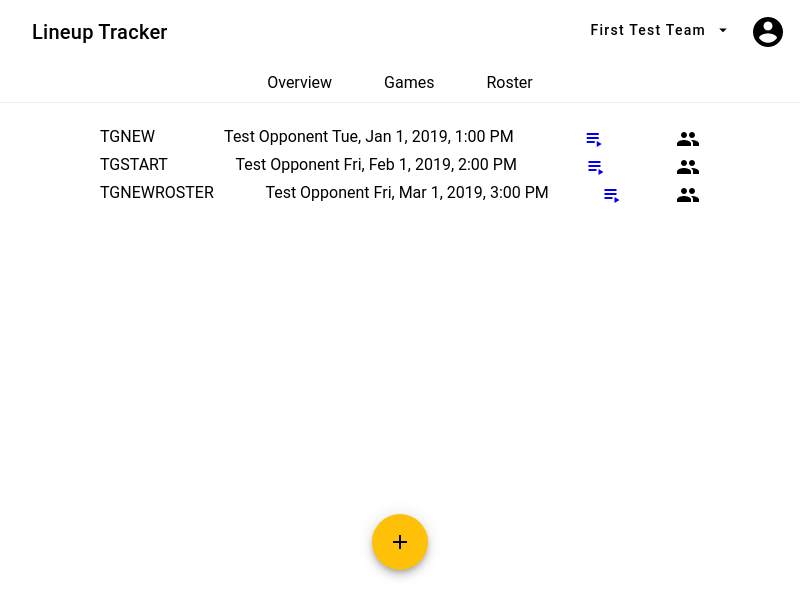 Lineup Tracker
First Test Team
Overview Games Roster
TGNEW Test Opponent Tue, Jan 1, 2019, 1:00 PM
TGSTART Test Opponent Fri, Feb 1, 2019, 2:00 PM
TGNEWROSTER Test Opponent Fri, Mar 1, 2019, 3:00 PM